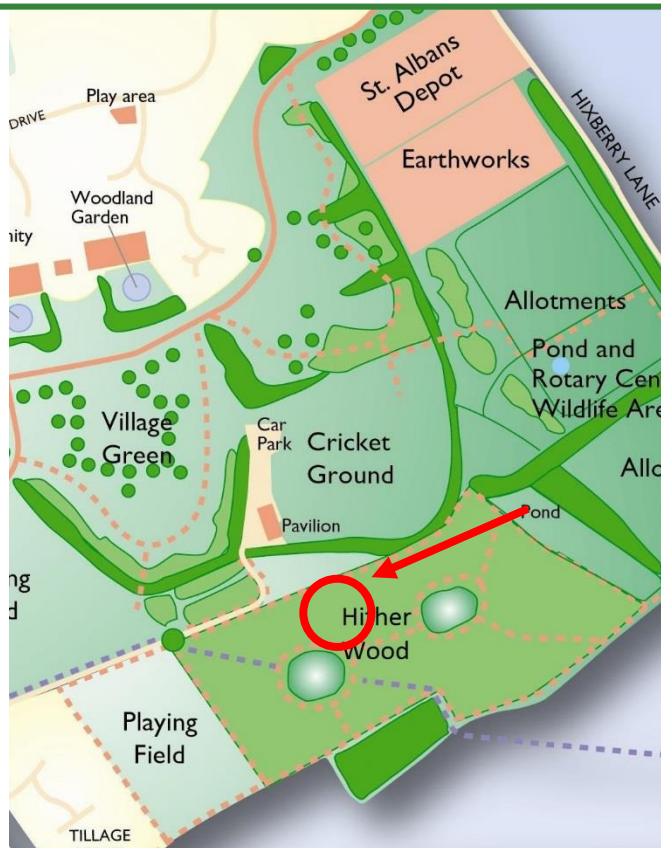 St. Albans
Depot
Play area
DRIVE
HIXBERRY LANE
Earthworks
Woodland
Garden
nity
Allotments
Pond and
Rotary Cen
Wildlife Are
Car
Park
Village
Green
Cricket
Ground
Allo
Pavilion
Pond
ng
d
Hither
Wood
Playing
Field
TILLAGE